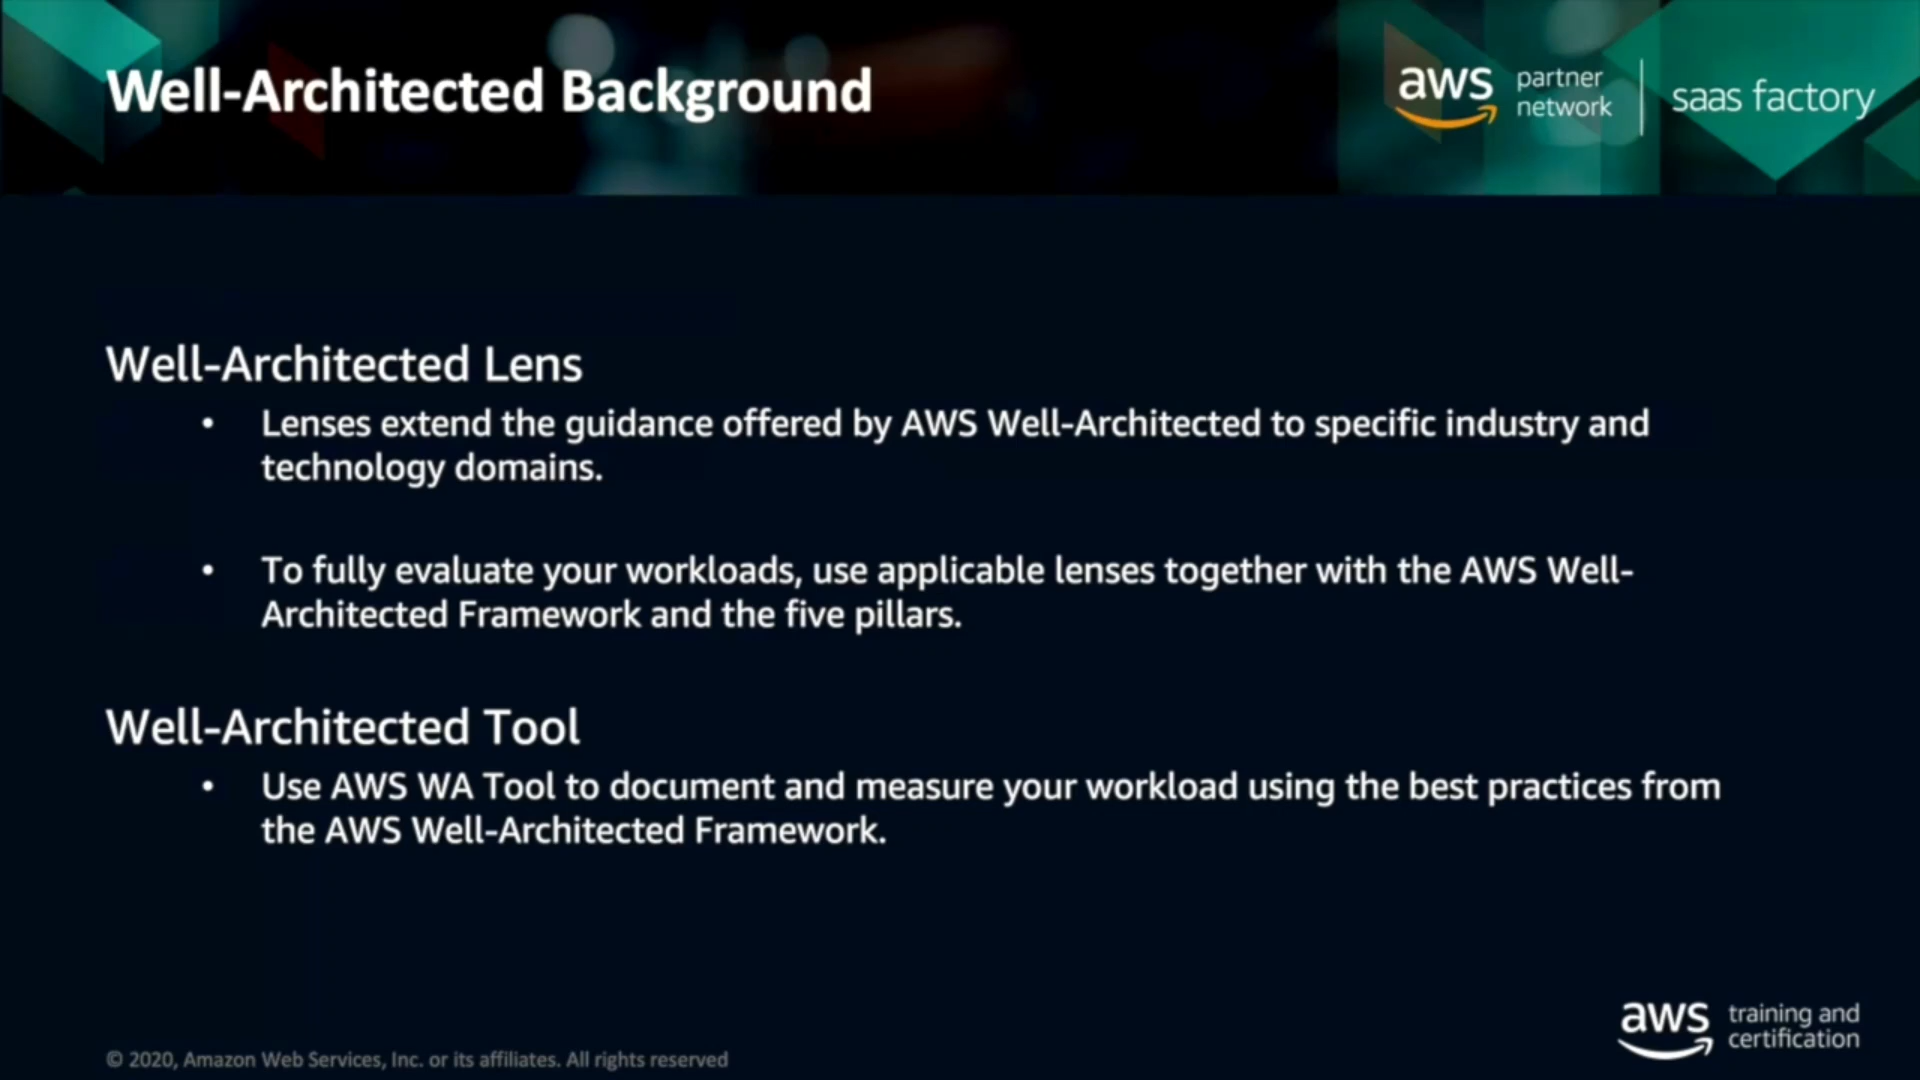 Well-Architected Background
aws partner network | saas factory
Well-Architected Lens
• Lenses extend the guidance offered by AWS Well-Architected to specific industry and
technology domains.
• To fully evaluate your workloads, use applicable lenses together with the AWS Well-
Architected Framework and the five pillars.
Well-Architected Tool
• Use AWS WA Tool to document and measure your workload using the best practices from
the AWS Well-Architected Framework.
aws training and
certification
© 2020, Amazon Web Services, Inc. or its affiliates. All rights reserved